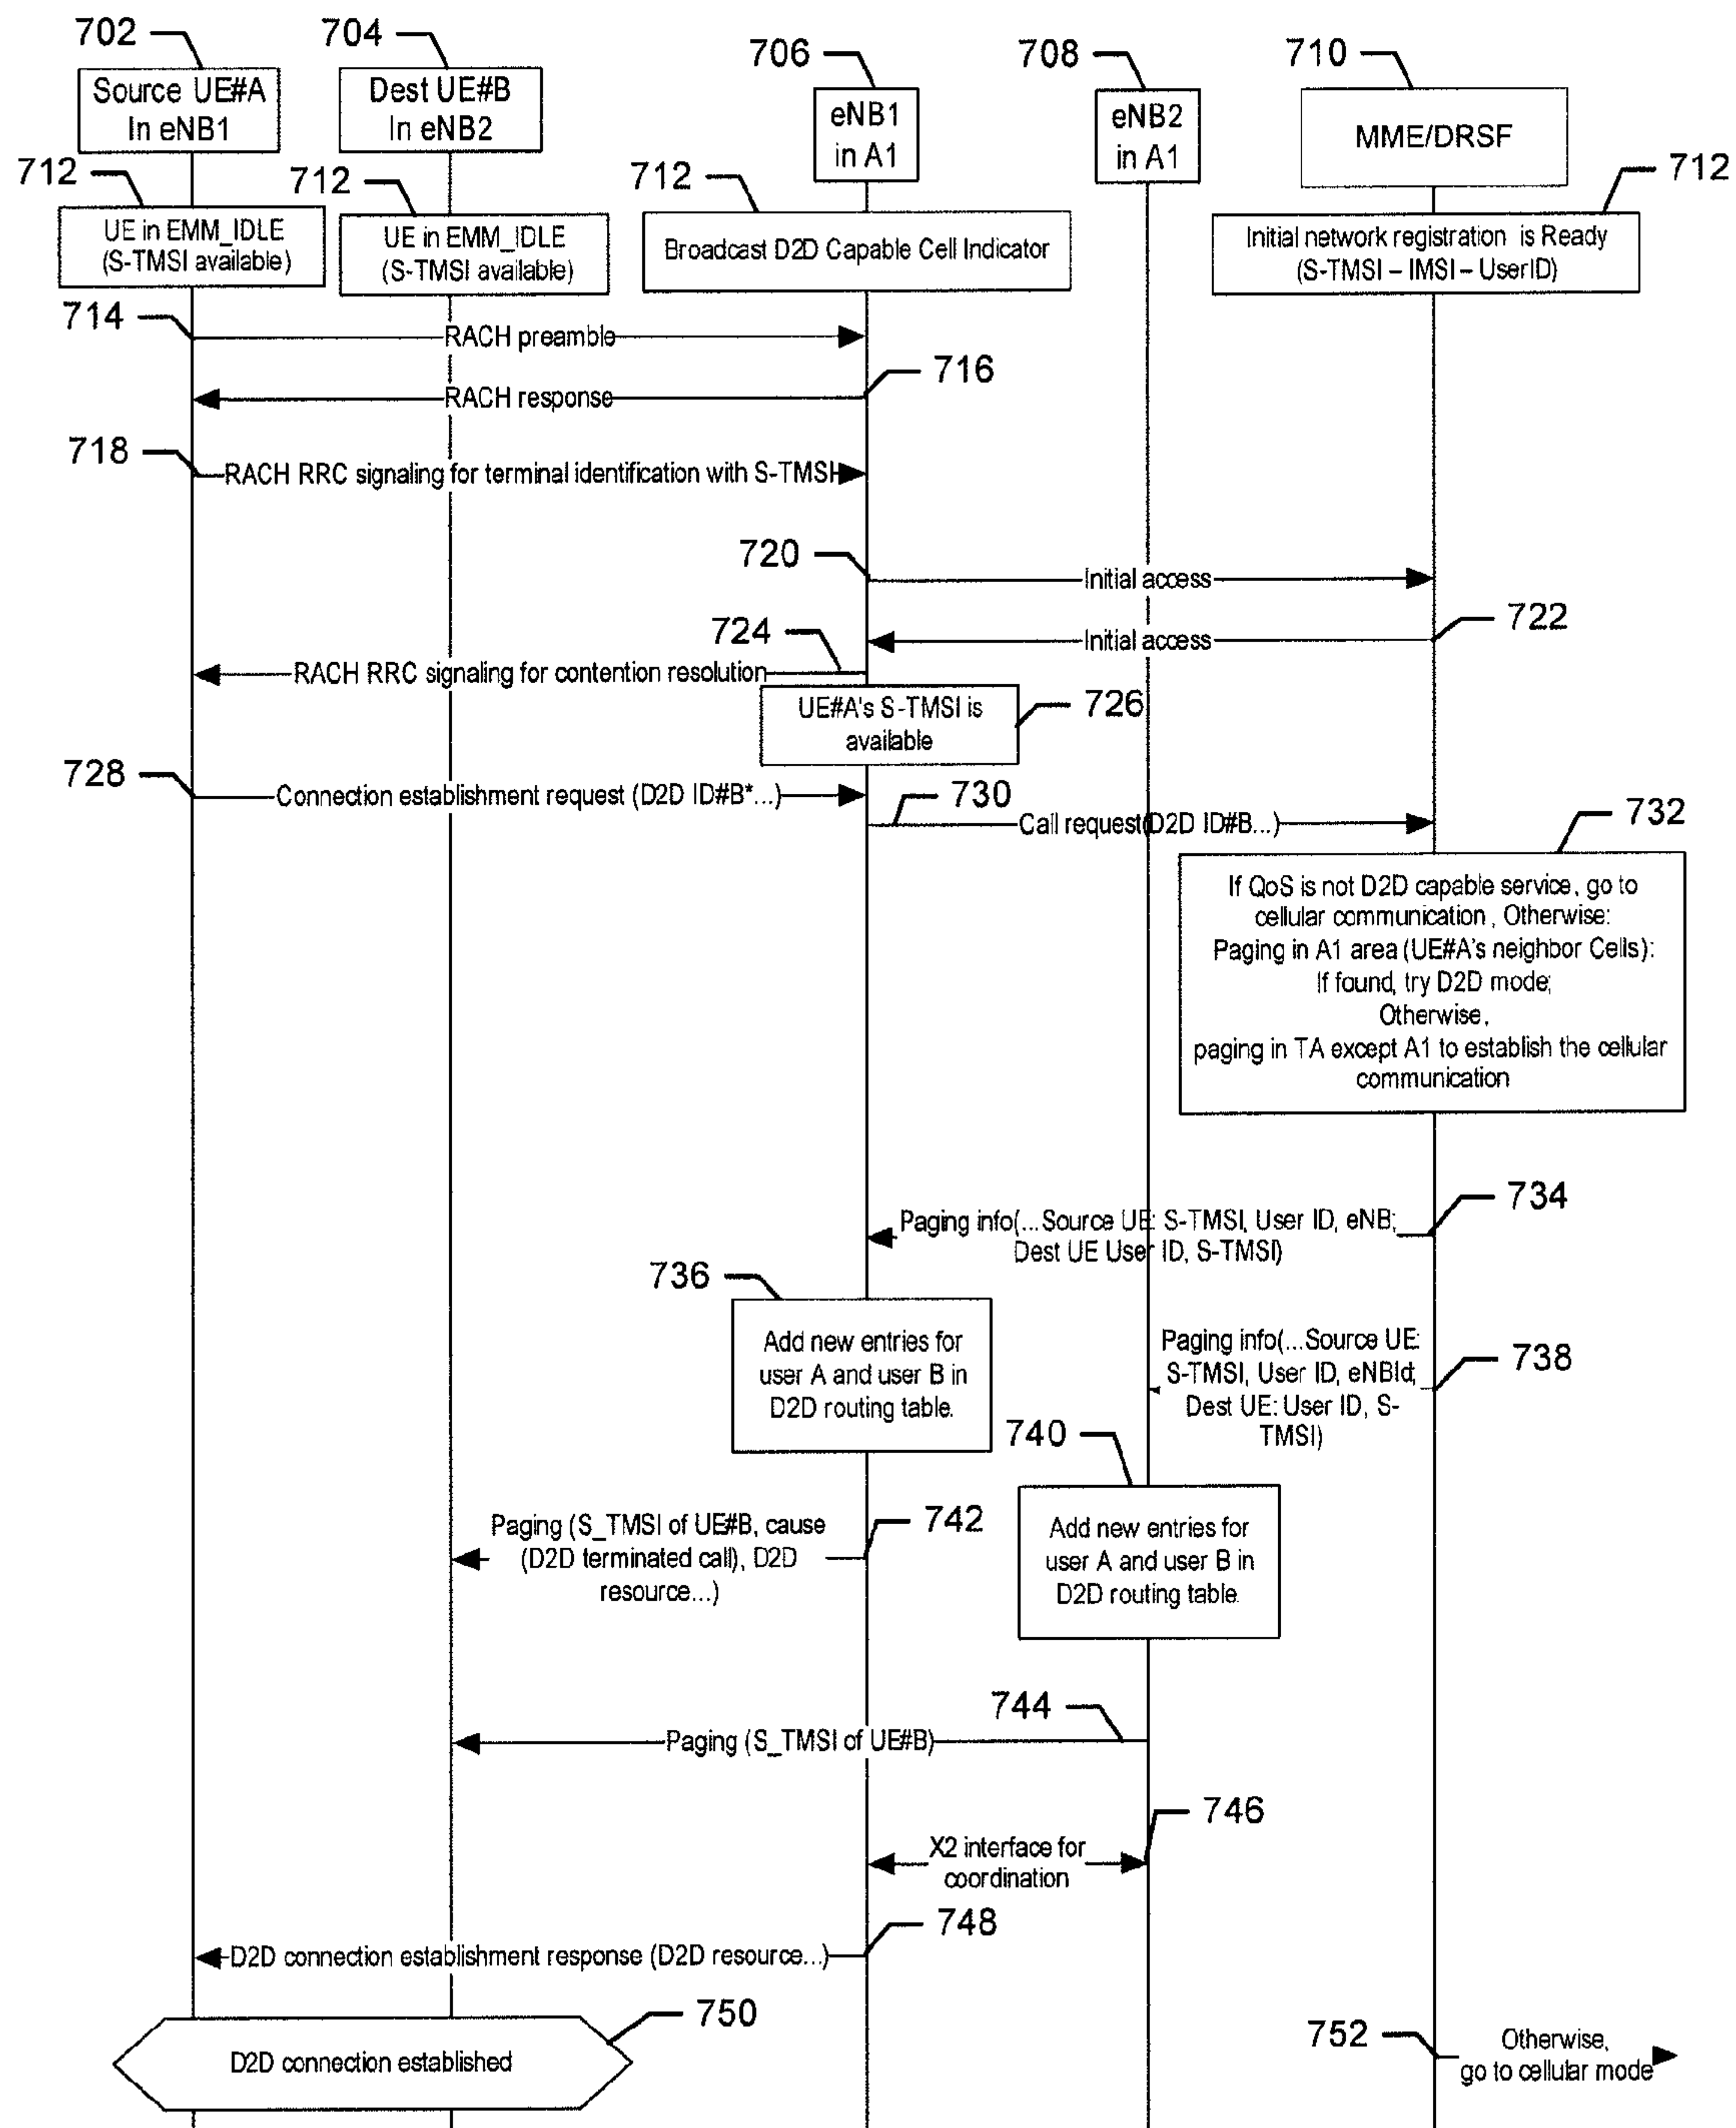 702
704
706
708
710
Source UE#A
In eNB1
Dest UE#B
In eNB2
eNB1
in A1
eNB2
in A1
MME/DRSF
712
712
712
712
UE in EMM_IDLE
(S-TMSI available)
UE in EMM_IDLE
(S-TMSI available)
Broadcast D2D Capable Cell Indicator
Initial network registration is Ready
(S-TMSI – IMSI – UserID)
714
RACH preamble
716
RACH response
718
RACH RRC signaling for terminal identification with S-TMSI
720
Initial access
722
Initial access
724
RACH RRC signaling for contention resolution
UE#A's S-TMSI is
available
726
728
Connection establishment request (D2D ID#B*...)
730
Call request(D2D ID#B...)
732
If QoS is not D2D capable service, go to
cellular communication , Otherwise:
Paging in A1 area (UE#A's neighbor Cells):
If found, try D2D mode;
Otherwise,
paging in TA except A1 to establish the cellular
communication
734
Paging info(...Source UE: S-TMSI, User ID, eNB;
Dest UE User ID, S-TMSI)
736
Add new entries for
user A and user B in
D2D routing table.
738
Paging info(...Source UE:
S-TMSI, User ID, eNBId;
Dest UE: User ID, S-
TMSI)
740
Add new entries for
user A and user B in
D2D routing table.
742
Paging (S_TMSI of UE#B, cause
(D2D terminated call), D2D
resource...)
744
Paging (S_TMSI of UE#B)
746
X2 interface for
coordination
748
D2D connection establishment response (D2D resource...)
750
D2D connection established
752
Otherwise,
go to cellular mode